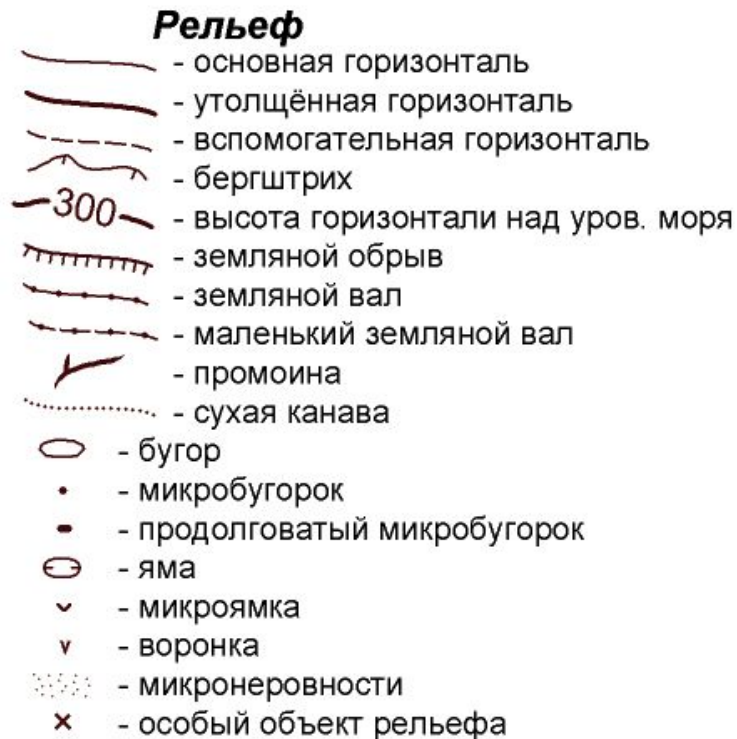 Рельеф
- основная горизонталь
- утолщённая горизонталь
- вспомогательная горизонталь
- бергштрих
300 - высота горизонтали над уров. моря
- земляной обрыв
- земляной вал
- маленький земляной вал
- промоина
- сухая канава
- бугор
- микробугорок
- продолговатый микробугорок
- яма
- микроямка
- воронка
- микронеровности
- особый объект рельефа